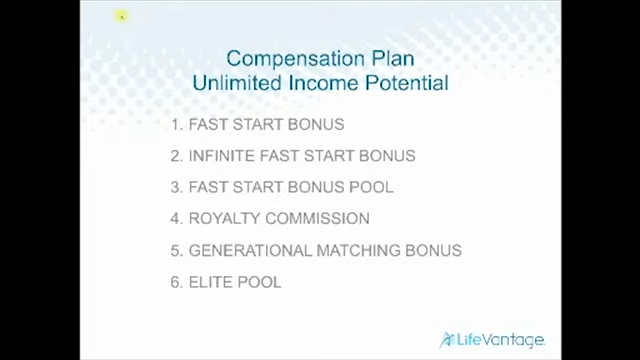 Compensation Plan
Unlimited Income Potential
1. FAST START BONUS
2. INFINITE FAST START BONUS
3. FAST START BONUS POOL
4. ROYALTY COMMISSION
5. GENERATIONAL MATCHING BONUS
6. ELITE POOL
LifeVantage